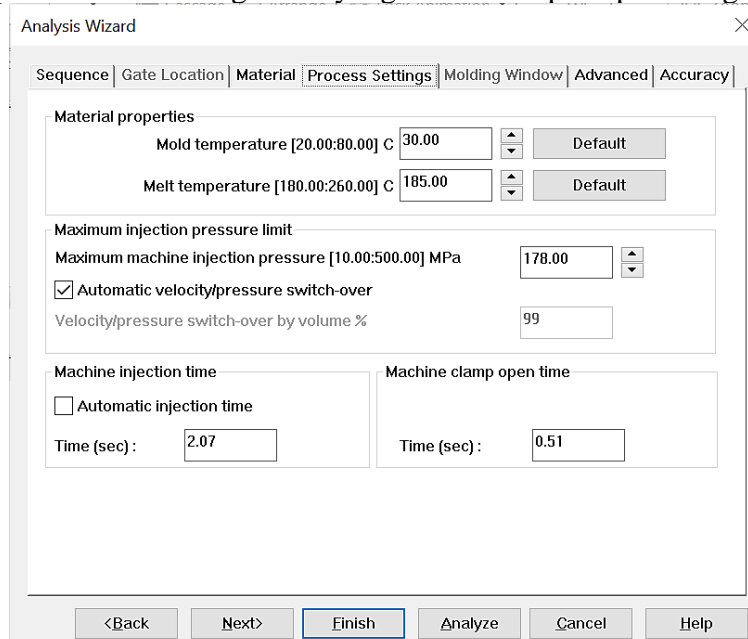 Analysis Wizard
Sequence Gate Location Material Process Settings Molding Window Advanced Accuracy
Material properties
Mold temperature [20.00:80.00] C 30.00 Default
Melt temperature [180.00:260.00] C 185.00 Default
Maximum injection pressure limit
Maximum machine injection pressure [10.00:500.00] MPa 178.00
Automatic velocity/pressure switch-over
Velocity/pressure switch-over by volume % 99
Machine injection time Machine clamp open time
Automatic injection time
Time (sec) : 2.07 Time (sec) : 0.51
<Back Next> Finish Analyze Cancel Help